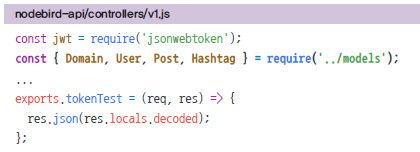 nodebird-api/controllers/v1.js
const jwt = require('jsonwebtoken');
const { Domain, User, Post, Hashtag } = require('../models');
...
exports.tokenTest = (req, res) => {
  res.json(res.locals.decoded);
};